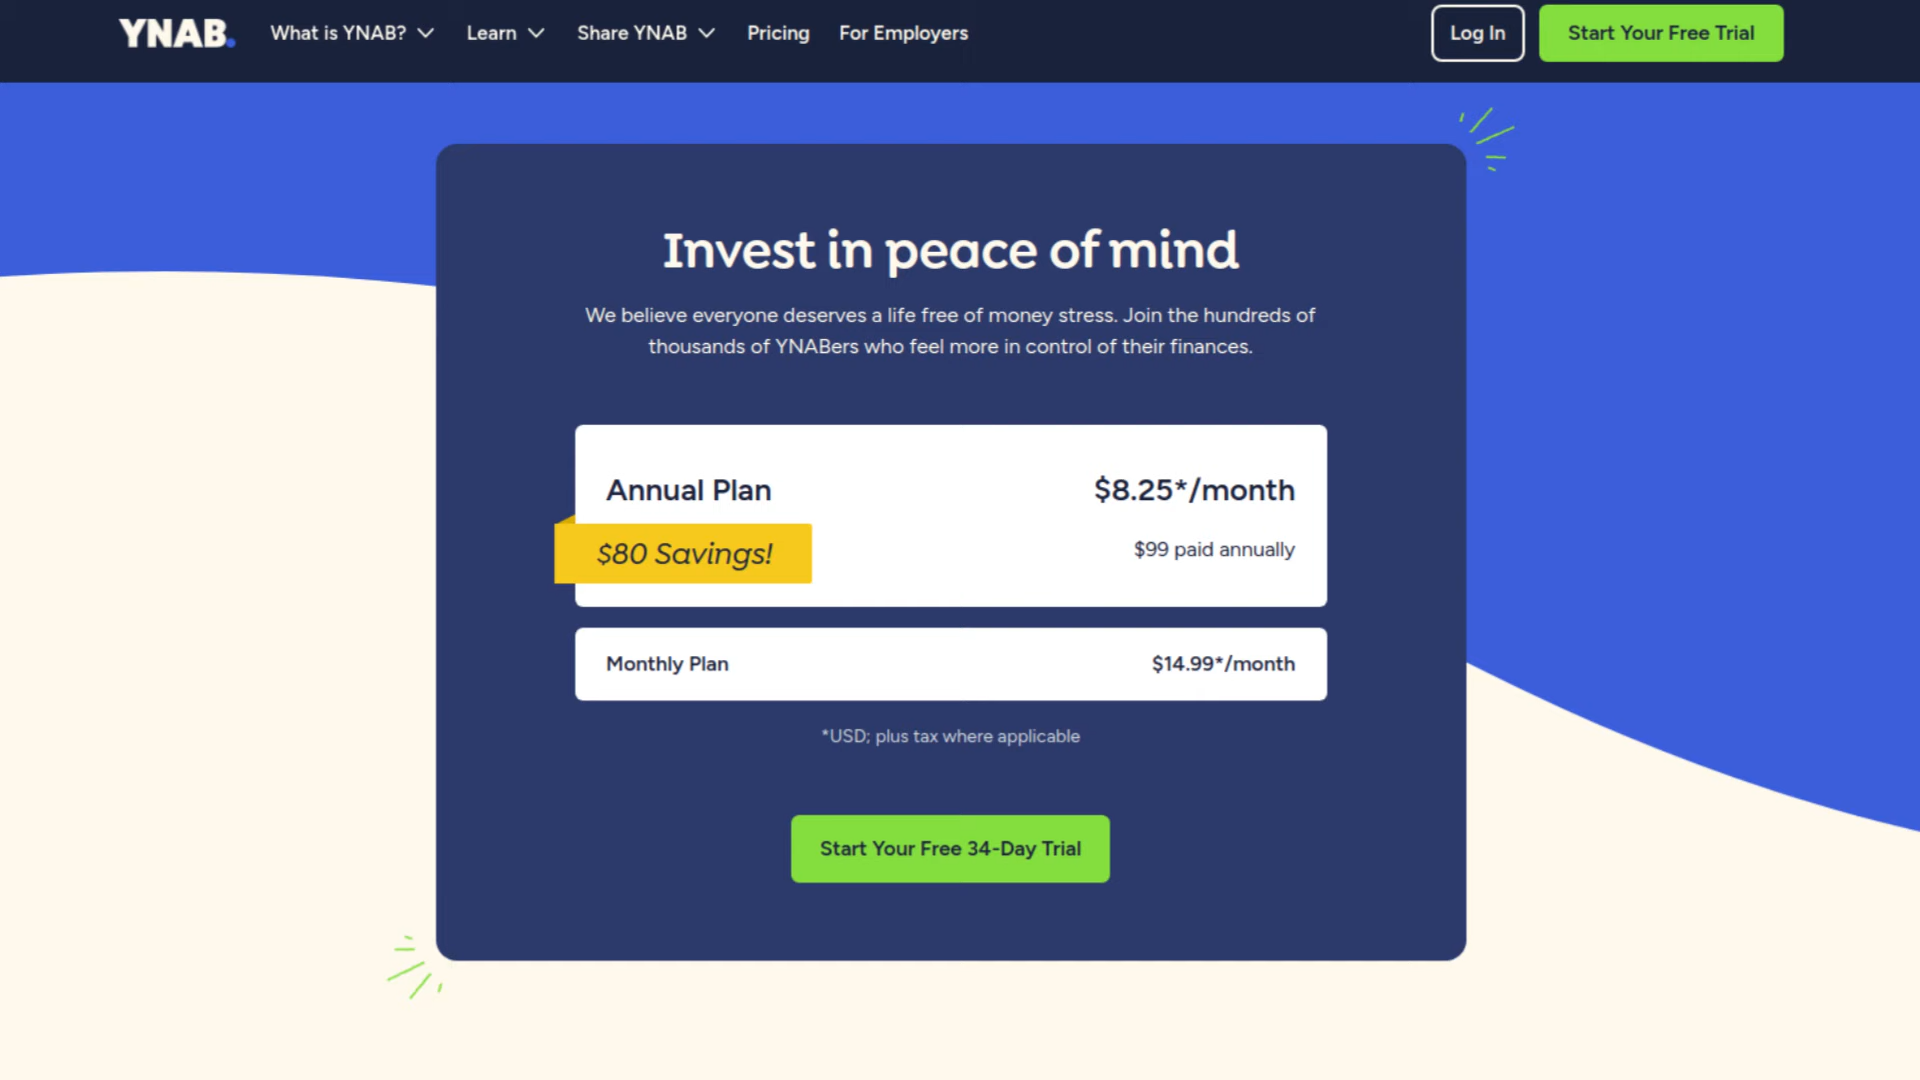 YNAB.
What is YNAB?
Learn
Share YNAB
Pricing
For Employers
Log In
Start Your Free Trial
Invest in peace of mind
We believe everyone deserves a life free of money stress. Join the hundreds of
thousands of YNABers who feel more in control of their finances.
Annual Plan
$8.25*/month
$80 Savings!
$99 paid annually
Monthly Plan
$14.99*/month
*USD; plus tax where applicable
Start Your Free 34-Day Trial